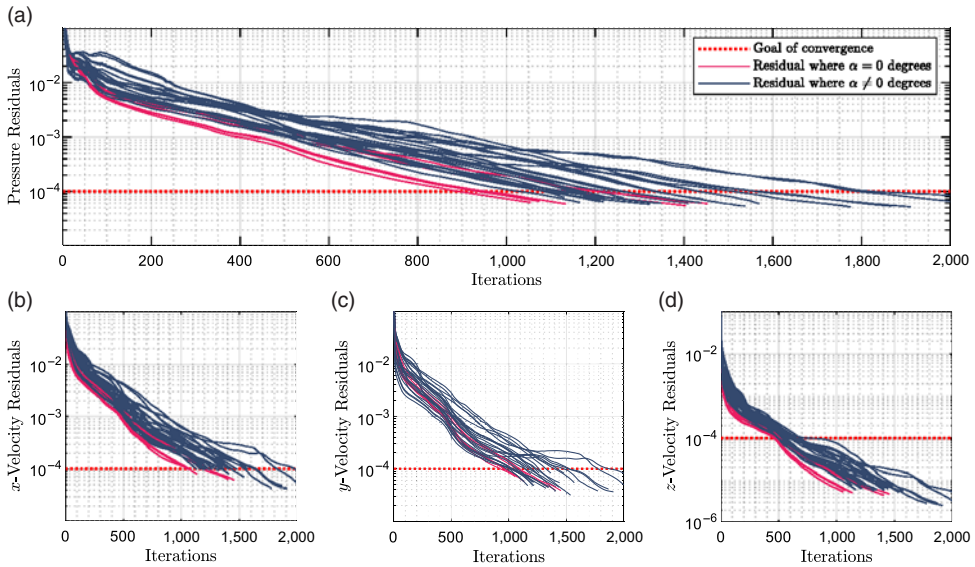 (a)
Pressure Residuals
10⁻²
10⁻³
10⁻⁴
Goal of convergence
Residual where α = 0 degrees
Residual where α ≠ 0 degrees
0 200 400 600 800 1,000 1,200 1,400 1,600 1,800 2,000
Iterations
(b)
x-Velocity Residuals
10⁻²
10⁻³
10⁻⁴
0 500 1,000 1,500 2,000
Iterations
(c)
y-Velocity Residuals
10⁻²
10⁻³
10⁻⁴
0 500 1,000 1,500 2,000
Iterations
(d)
z-Velocity Residuals
10⁻²
10⁻⁴
10⁻⁶
0 500 1,000 1,500 2,000
Iterations